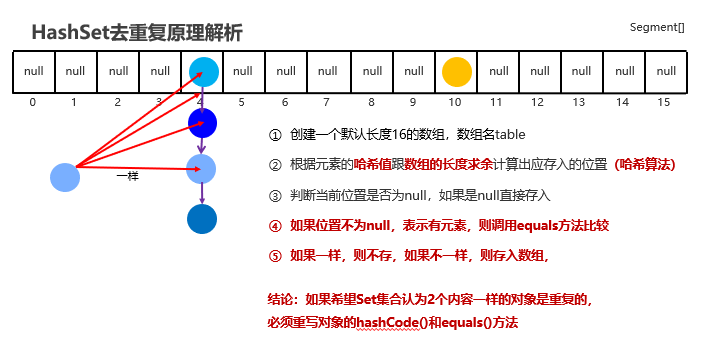 HashSet去重复原理解析
Segment[]
null null null null null null null null null null null null null null
0 1 2 3 4 5 6 7 8 9 10 11 12 13 14 15
一样
① 创建一个默认长度16的数组，数组名table
② 根据元素的哈希值跟数组的长度求余计算出应存入的位置（哈希算法）
③ 判断当前位置是否为null，如果是null直接存入
④ 如果位置不为null，表示有元素，则调用equals方法比较
⑤ 如果一样，则不存，如果不一样，则存入数组，
结论：如果希望Set集合认为2个内容一样的对象是重复的，
必须重写对象的hashCode()和equals()方法